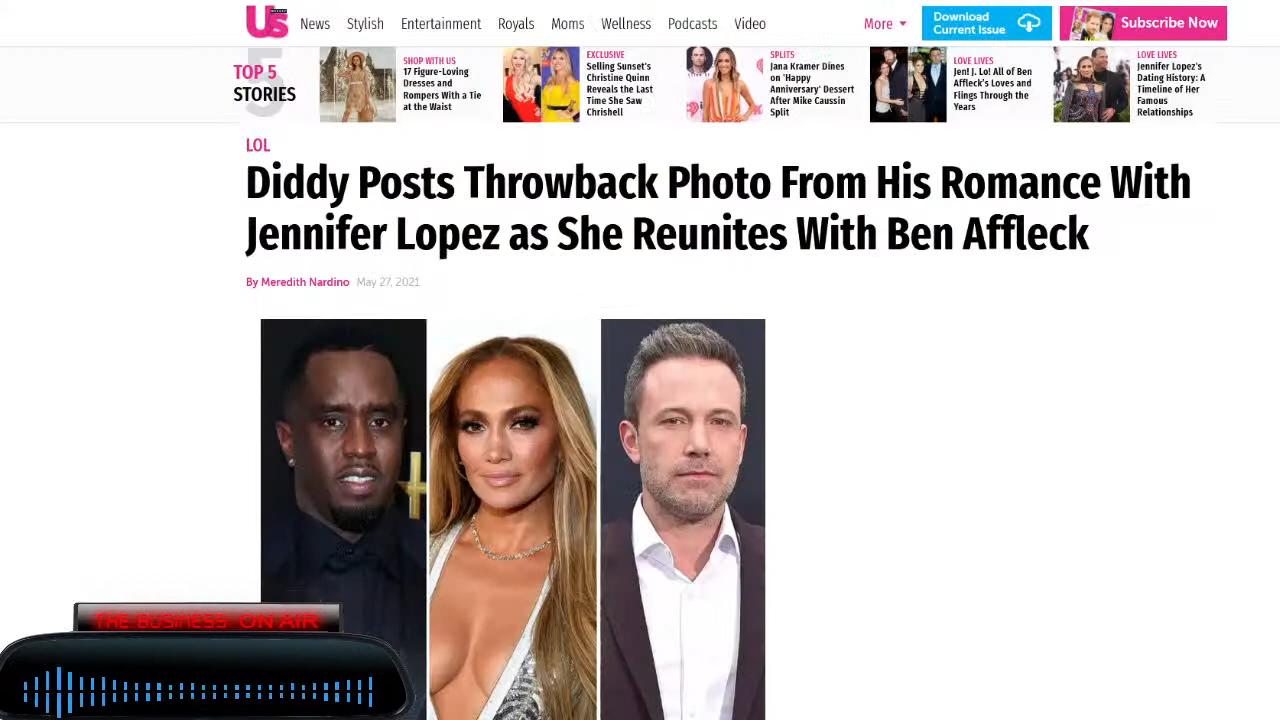 Us
News
Stylish
Entertainment
Royals
Moms
Wellness
Podcasts
Video
More
Download
Current Issue
Subscribe Now
5
TOP 5
STORIES
SHOP WITH US
17 Figure-Loving
Dresses and
Rompers With a Tie
at the Waist
EXCLUSIVE
Selling Sunset's
Christine Quinn
Reveals the Last
Time She Saw
Chrishell
SPLITS
Jana Kramer Dines
on 'Happy
Anniversary' Dessert
After Mike Caussin
Split
LOVE LIVES
Jen! J. Lo! All of Ben
Affleck's Loves and
Flings Through the
Years
LOVE LIVES
Jennifer Lopez's
Dating History: A
Timeline of Her
Famous
Relationships
LOL
Diddy Posts Throwback Photo From His Romance With
Jennifer Lopez as She Reunites With Ben Affleck
By Meredith Nardino May 27, 2021
THE BUSINESS ON AIR